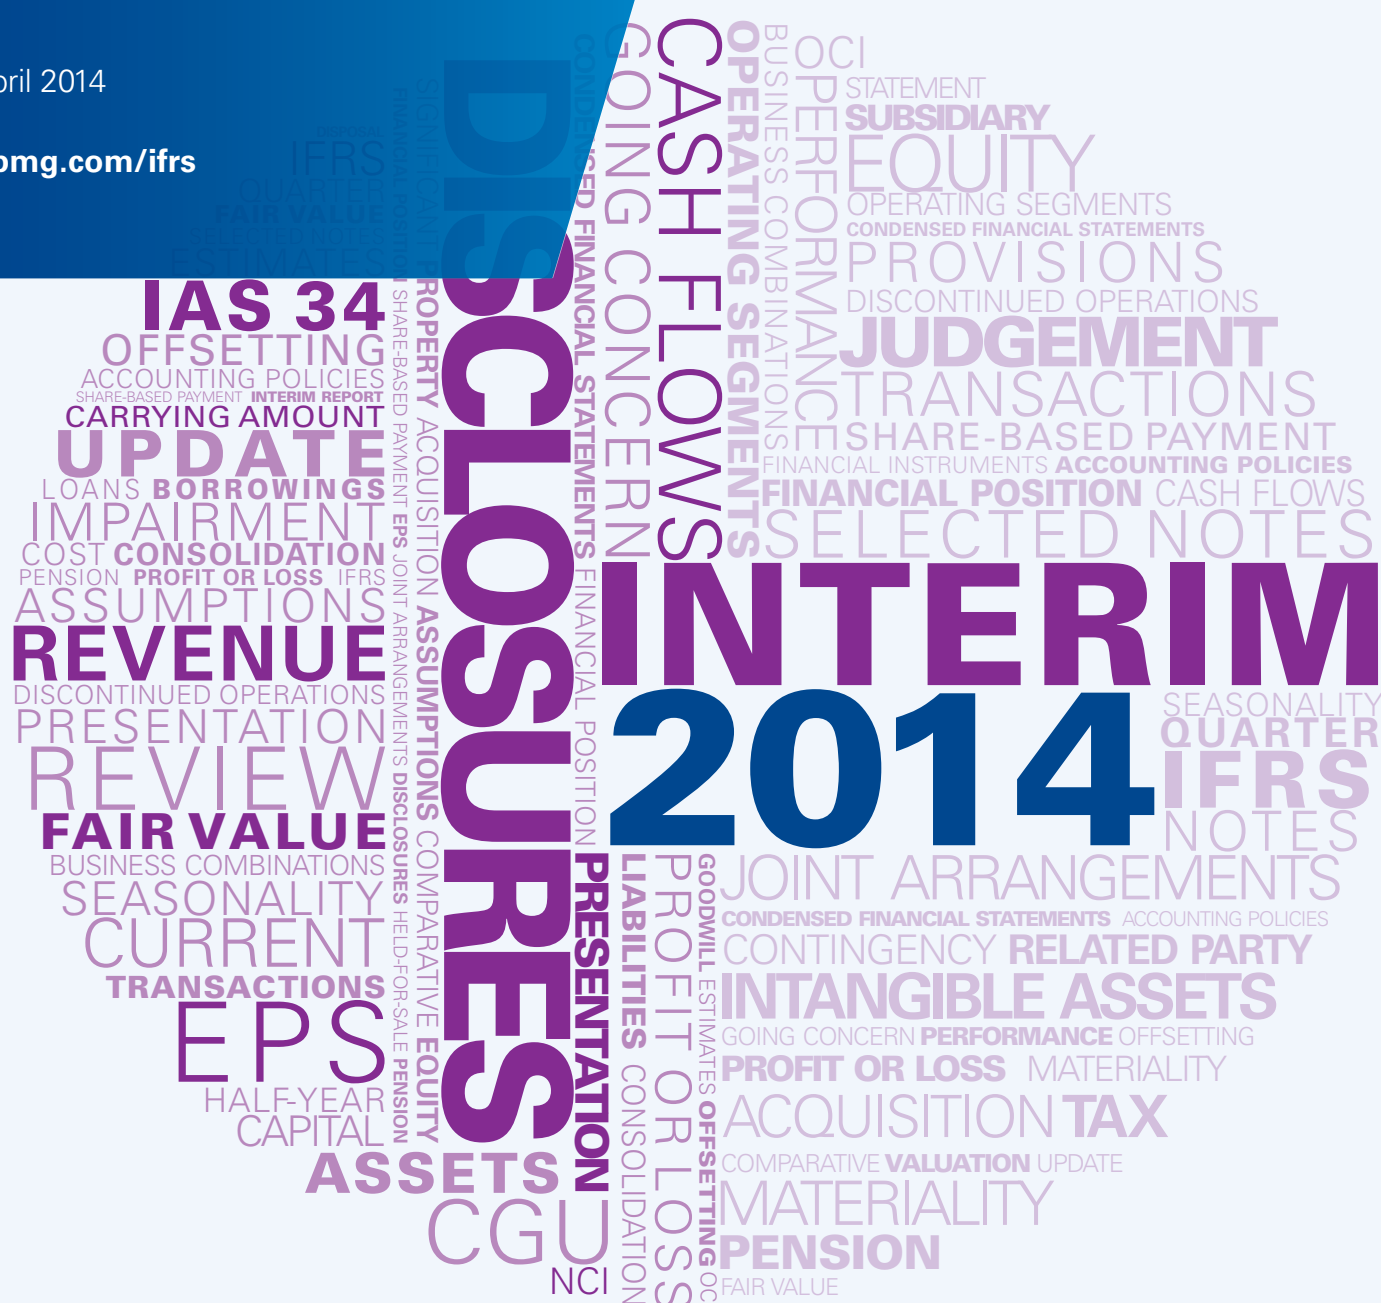 pril 2014
pmg.com/ifrs
DISPOSAL
IFRS
QUARTER
FAIR VALUE
SELECTED NOTES
ESTIMATES
IAS 34
OFFSETTING
ACCOUNTING POLICIES
SHARE-BASED PAYMENT INTERIM REPORT
CARRYING AMOUNT
UPDATE
LOANS BORROWINGS
IMPAIRMENT
COST CONSOLIDATION
PENSION PROFIT OR LOSS IFRS
ASSUMPTIONS
REVENUE
DISCONTINUED OPERATIONS
PRESENTATION
REVIEW
FAIR VALUE
BUSINESS COMBINATIONS
SEASONALITY
CURRENT
TRANSACTIONS
EPS
HALF-YEAR
CAPITAL
ASSETS
CGU
NCI
FINANCIAL POSITION SHARE-BASED PAYMENT EPS JOINT ARRANGEMENTS DISCLOSURES HELD-FOR-SALE PENSION
SIGNIFICANT PROPERTY ACQUISITION ASSUMPTIONS COMPARATIVE EQUITY
DISCLOSURES
CONDENSED FINANCIAL STATEMENTS FINANCIAL POSITION
PRESENTATION
GOING CONCERN
CASH FLOWS
OPERATING SEGMENTS
BUSINESS COMBINATIONS
PERFORMANCE
OCI
STATEMENT
SUBSIDIARY
EQUITY
OPERATING SEGMENTS
CONDENSED FINANCIAL STATEMENTS
PROVISIONS
DISCONTINUED OPERATIONS
JUDGEMENT
TRANSACTIONS
SHARE-BASED PAYMENT
FINANCIAL INSTRUMENTS ACCOUNTING POLICIES
FINANCIAL POSITION CASH FLOWS
SELECTED NOTES
INTERIM
2014
SEASONALITY
QUARTER
IFRS
NOTES
LIABILITIES CONSOLIDATION
PROFIT OR LOSS
GOODWILL ESTIMATES OFFSETTING OC
JOINT ARRANGEMENTS
CONDENSED FINANCIAL STATEMENTS ACCOUNTING POLICIES
CONTINGENCY RELATED PARTY
INTANGIBLE ASSETS
GOING CONCERN PERFORMANCE OFFSETTING
PROFIT OR LOSS MATERIALITY
ACQUISITION TAX
COMPARATIVE VALUATION UPDATE
MATERIALITY
PENSION
FAIR VALUE